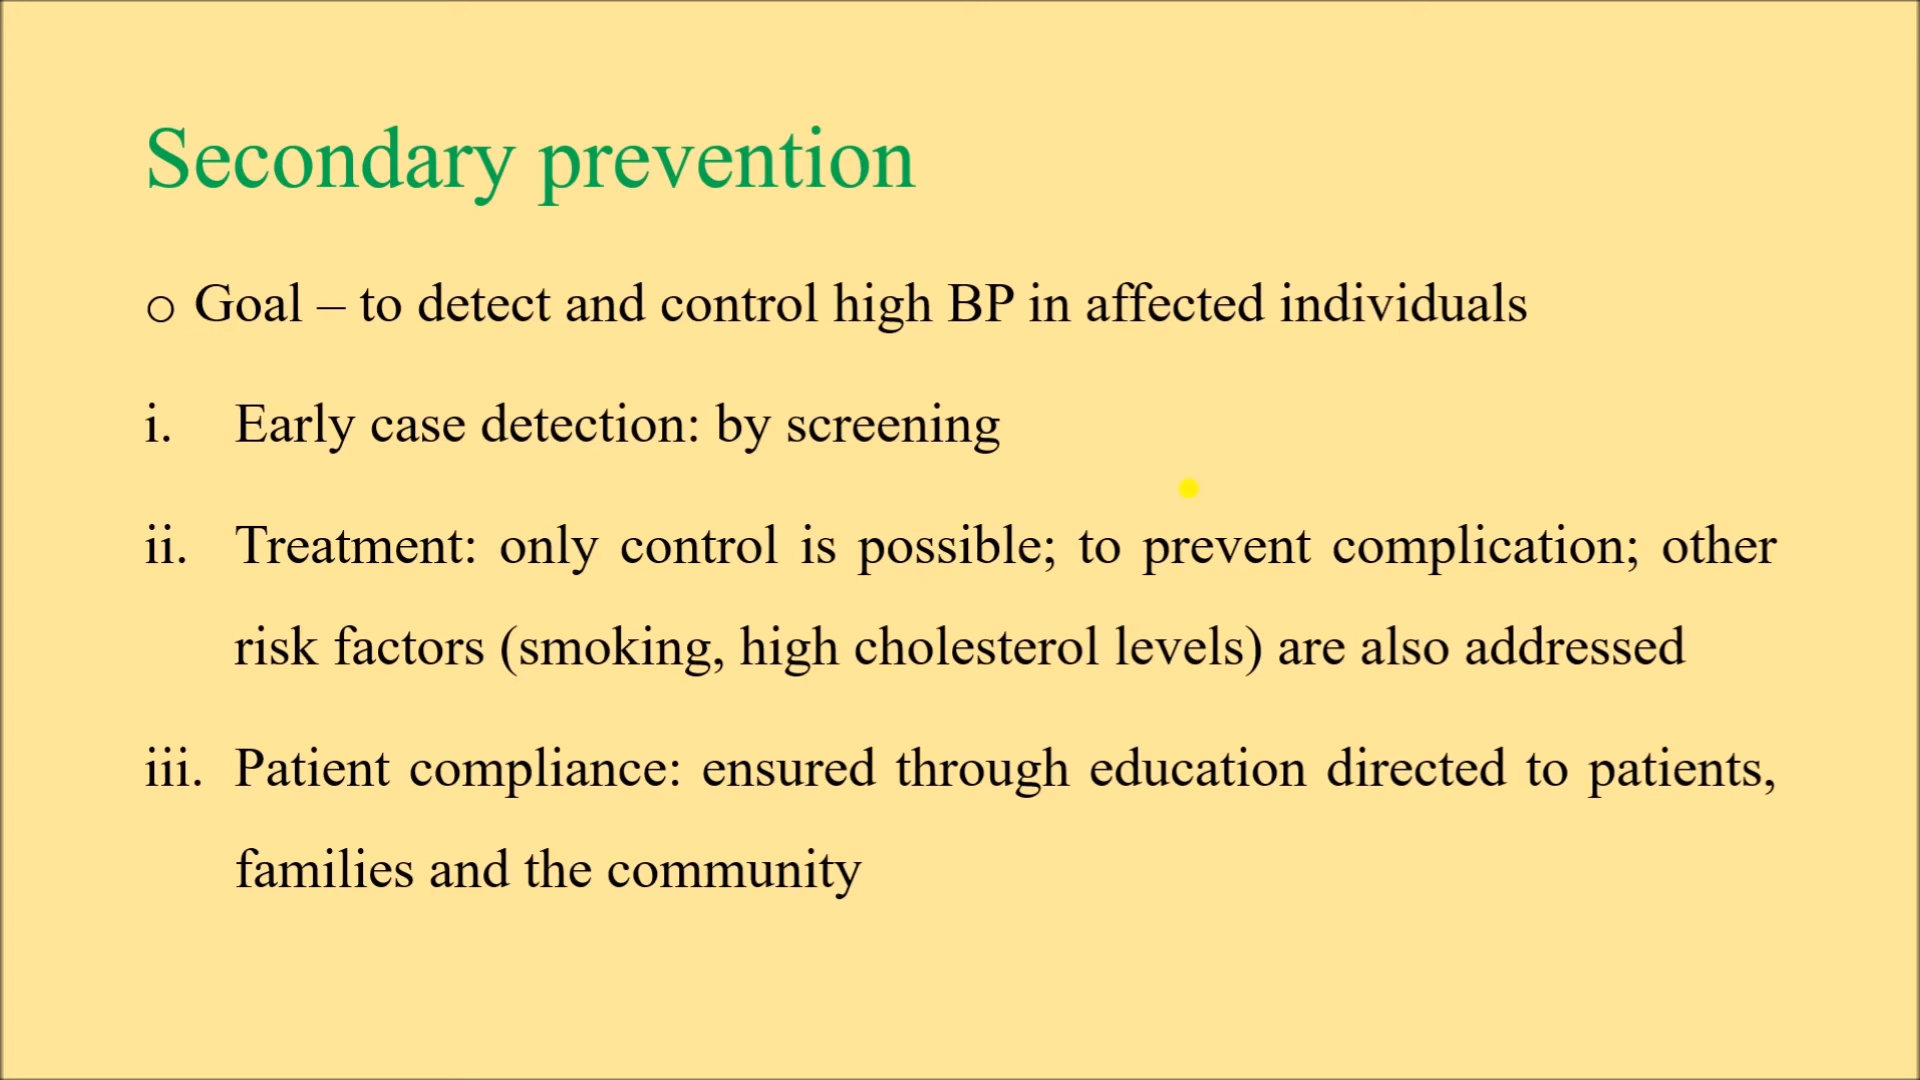 Secondary prevention
o Goal – to detect and control high BP in affected individuals
i. Early case detection: by screening
ii. Treatment: only control is possible; to prevent complication; other
risk factors (smoking, high cholesterol levels) are also addressed
iii. Patient compliance: ensured through education directed to patients,
families and the community